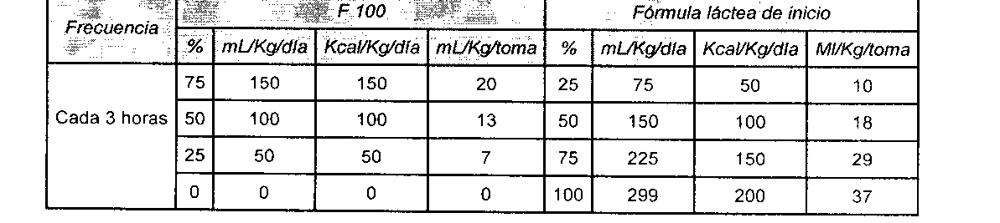 Frecuencia F 100 Fórmula láctea de inicio
% mL/Kg/día Kcal/Kg/día mL/Kg/toma % mL/Kg/día Kcal/Kg/día Ml/Kg/toma
75 150 150 20 25 75 50 10
Cada 3 horas 50 100 100 13 50 150 100 18
25 50 50 7 75 225 150 29
0 0 0 0 100 299 200 37